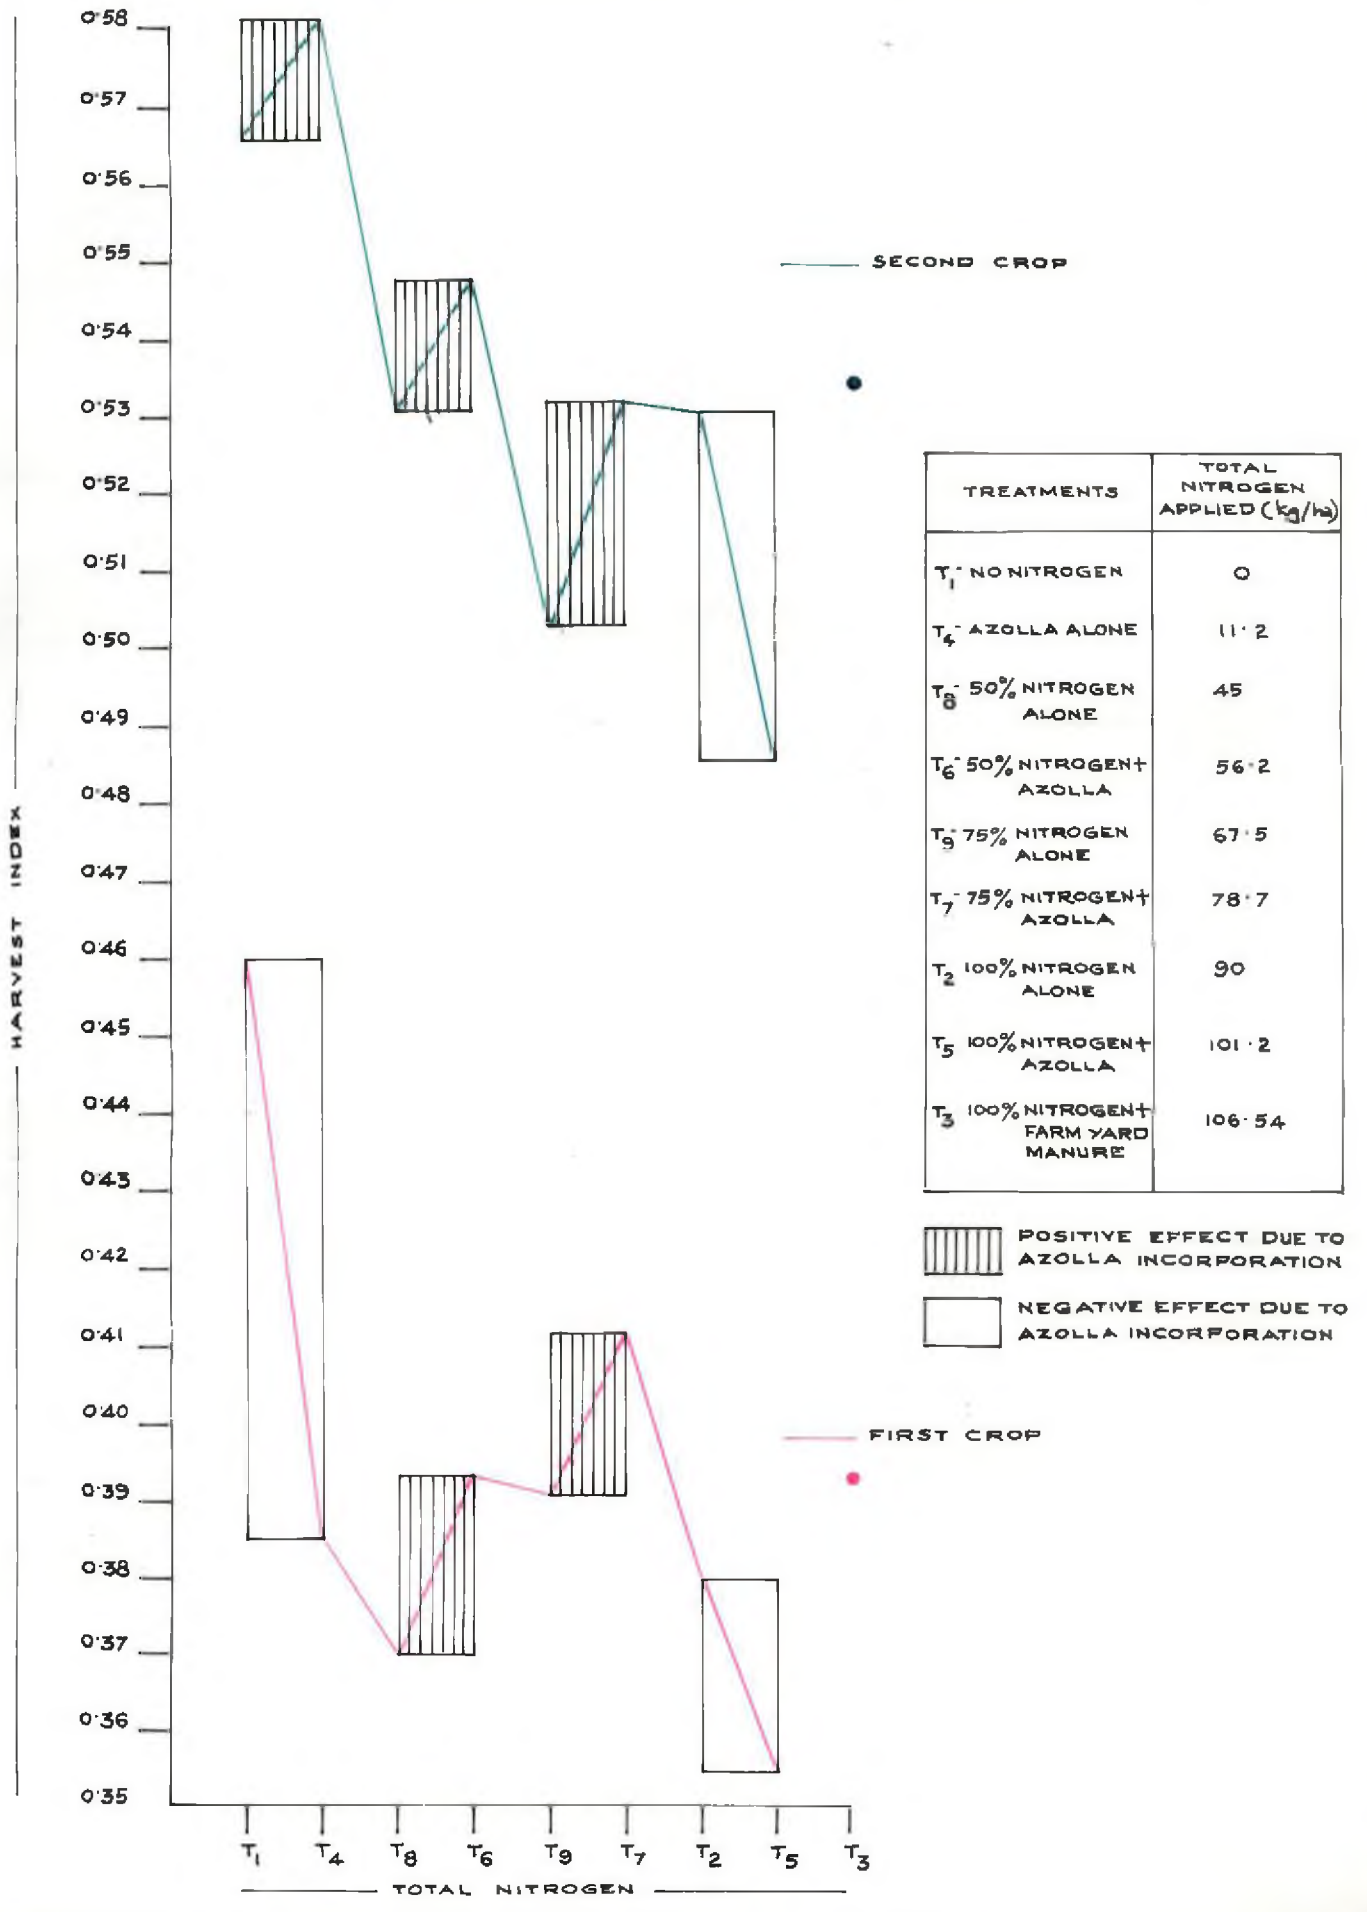 0·58
0·57
0·56
0·55
0·54
0·53
0·52
0·51
0·50
0·49
0·48
0·47
0·46
0·45
0·44
0·43
0·42
0·41
0·40
0·39
0·38
0·37
0·36
0·35
HARVEST INDEX
T1 T4 T8 T6 T9 T7 T2 T5 T3
TOTAL NITROGEN
SECOND CROP
TREATMENTS
TOTAL
NITROGEN
APPLIED (kg/ha)
T1- NO NITROGEN 0
T4- AZOLLA ALONE 11·2
T8- 50% NITROGEN 45
ALONE
T6- 50% NITROGEN+ 56·2
AZOLLA
T9- 75% NITROGEN 67·5
ALONE
T7- 75% NITROGEN+ 78·7
AZOLLA
T2 100% NITROGEN 90
ALONE
T5 100% NITROGEN+ 101·2
AZOLLA
T3 100% NITROGEN+ 106·54
FARM YARD
MANURE
POSITIVE EFFECT DUE TO
AZOLLA INCORPORATION
NEGATIVE EFFECT DUE TO
AZOLLA INCORPORATION
FIRST CROP